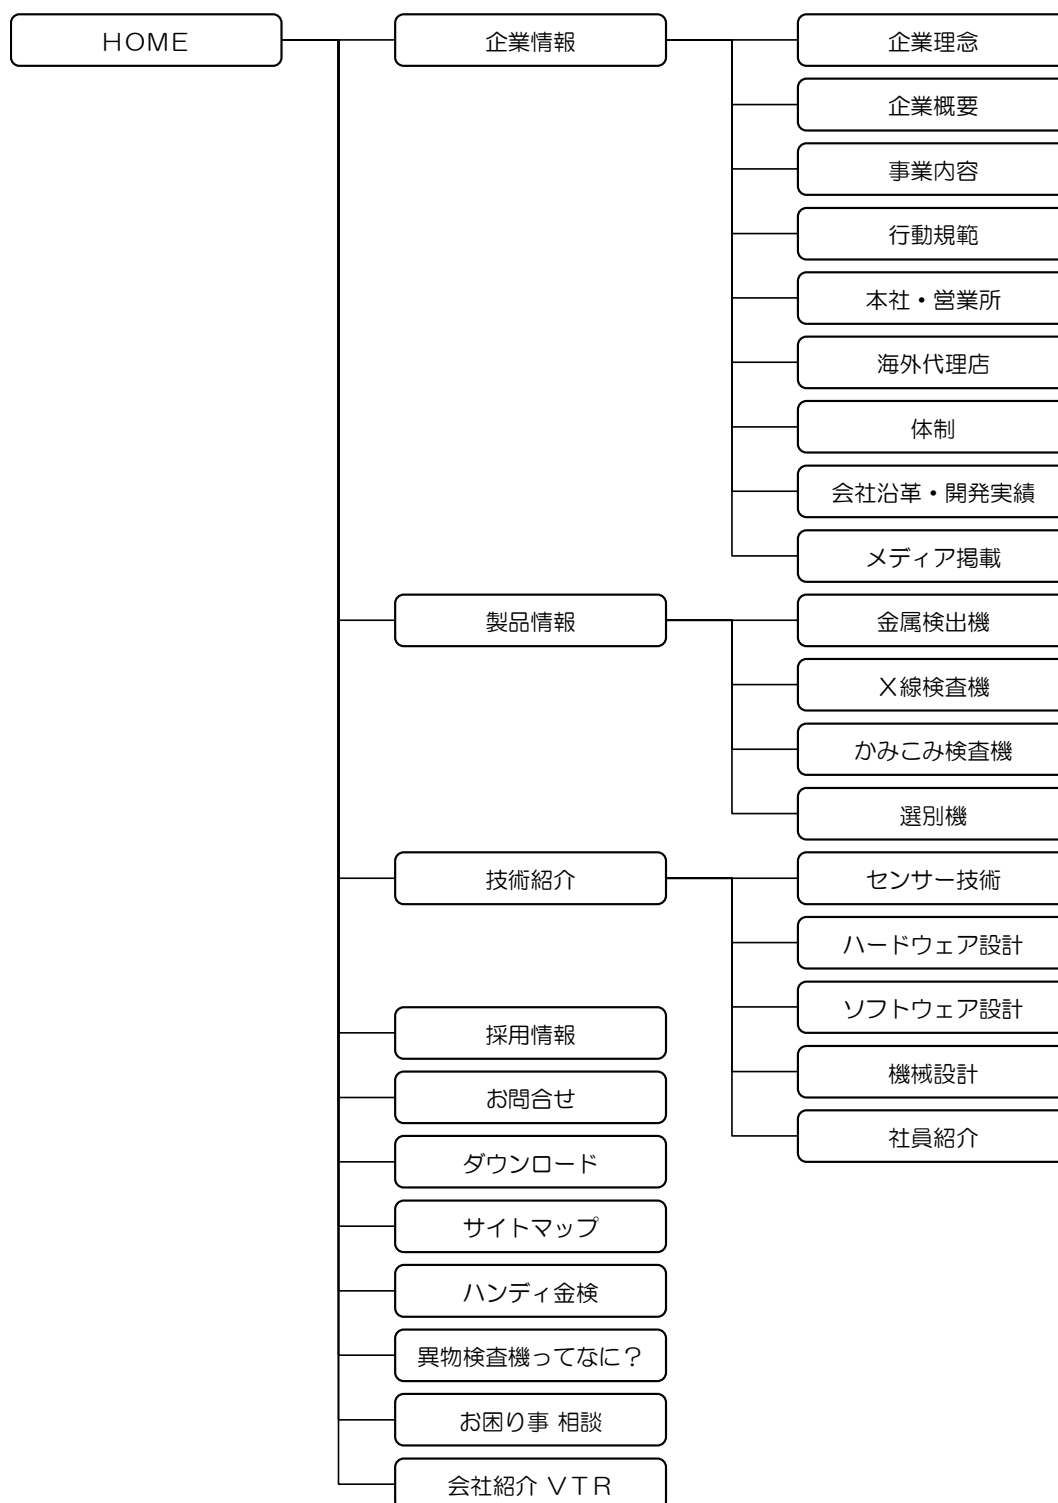 HOME
企業情報
企業理念
企業概要
事業内容
行動規範
本社・営業所
海外代理店
体制
会社沿革・開発実績
メディア掲載
製品情報
金属検出機
X線検査機
かみこみ検査機
選別機
技術紹介
センサー技術
ハードウェア設計
ソフトウェア設計
機械設計
社員紹介
採用情報
お問合せ
ダウンロード
サイトマップ
ハンディ金検
異物検査機ってなに？
お困り事 相談
会社紹介 VTR